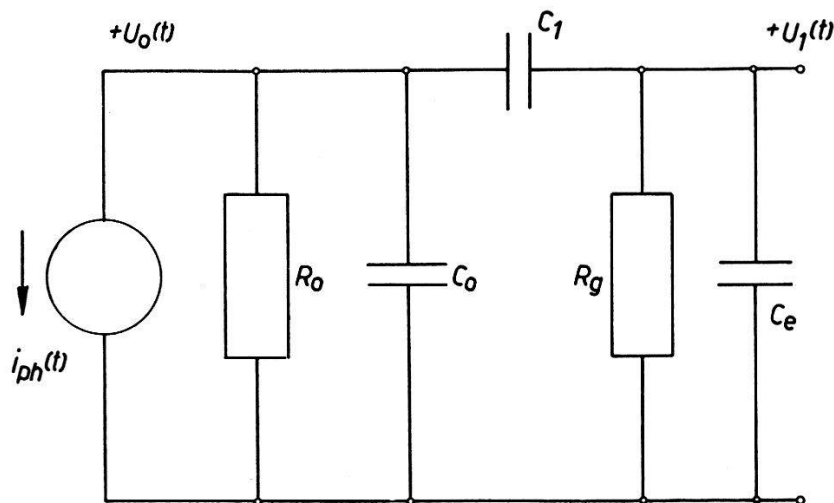 +U₀(t)
C₁
+U₁(t)
R₀
C₀
Rg
Ce
iph(t)